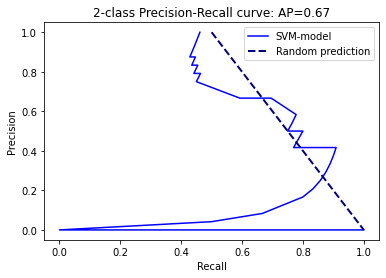 2-class Precision-Recall curve: AP=0.67
SVM-model
Random prediction
Precision
1.0
0.8
0.6
0.4
0.2
0.0
0.0 0.2 0.4 0.6 0.8 1.0
Recall